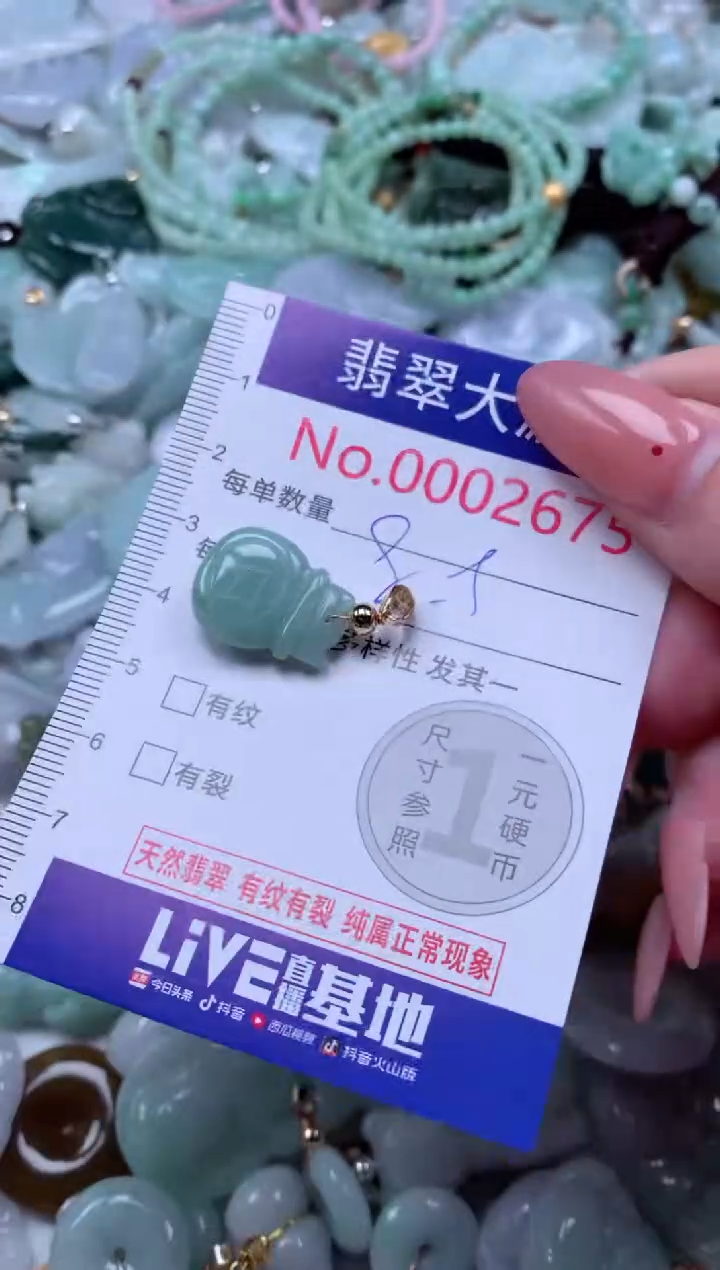 0
1
2
3
4
5
6
7
8
翡翠大
No.0002675
每单数量
8.1
多样性 发其一
有纹
有裂
尺寸参照
1
一元硬币
天然翡翠 有纹有裂 纯属正常现象
LiVE直播基地
今日头条 抖音 西瓜视频 抖音火山版